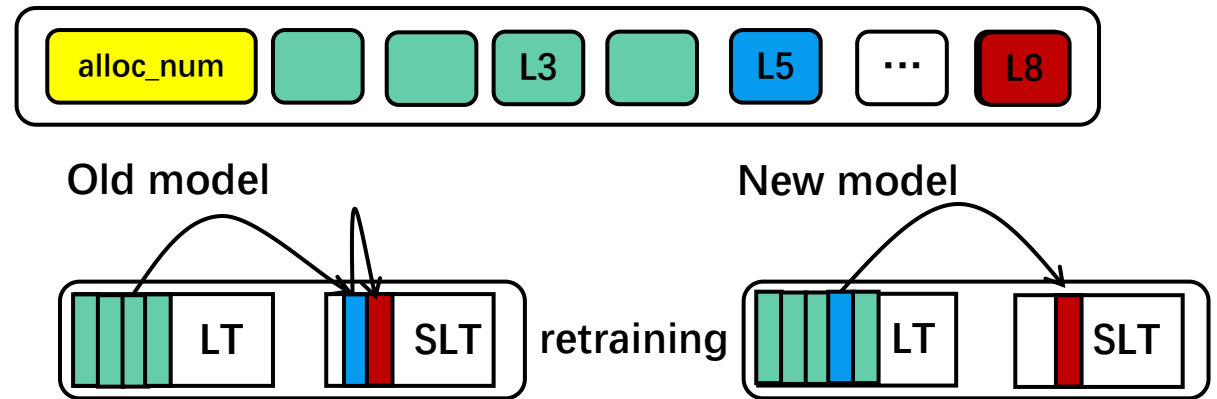 alloc_num L3 L5 ... L8
Old model
New model
LT SLT retraining LT SLT